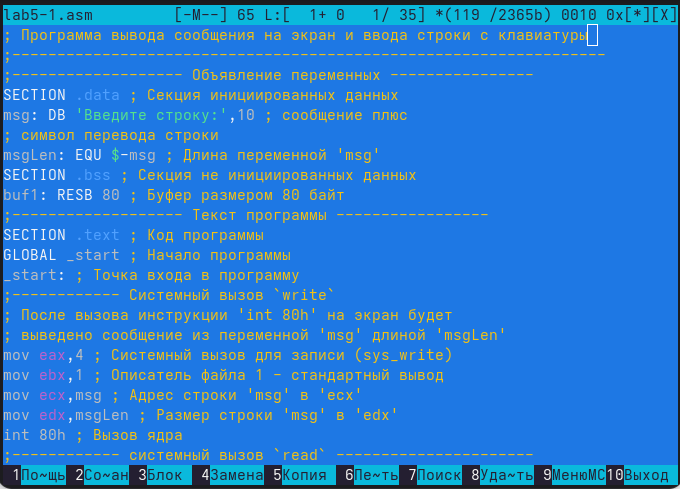 lab5-1.asm [-M--] 65 L:[ 1+ 0 1/ 35] *(119 /2365b) 0010 0x[*][X]
; Программа вывода сообщения на экран и ввода строки с клавиатуры
;------------------------------------------------------------------
;------------------- Объявление переменных ----------------
SECTION .data ; Секция инициированных данных
msg: DB 'Введите строку:',10 ; сообщение плюс
; символ перевода строки
msgLen: EQU $-msg ; Длина переменной 'msg'
SECTION .bss ; Секция не инициированных данных
buf1: RESB 80 ; Буфер размером 80 байт
;------------------- Текст программы -----------------
SECTION .text ; Код программы
GLOBAL _start ; Начало программы
_start: ; Точка входа в программу
;------------ Системный вызов `write`
; После вызова инструкции 'int 80h' на экран будет
; выведено сообщение из переменной 'msg' длиной 'msgLen'
mov eax,4 ; Системный вызов для записи (sys_write)
mov ebx,1 ; Описатель файла 1 - стандартный вывод
mov ecx,msg ; Адрес строки 'msg' в 'ecx'
mov edx,msgLen ; Размер строки 'msg' в 'edx'
int 80h ; Вызов ядра
;------------ системный вызов `read` ----------------------
1По~щь 2Со~ан 3Блок 4Замена 5Копия 6Пе~ть 7Поиск 8Уда~ть 9МенюMC 10Выход